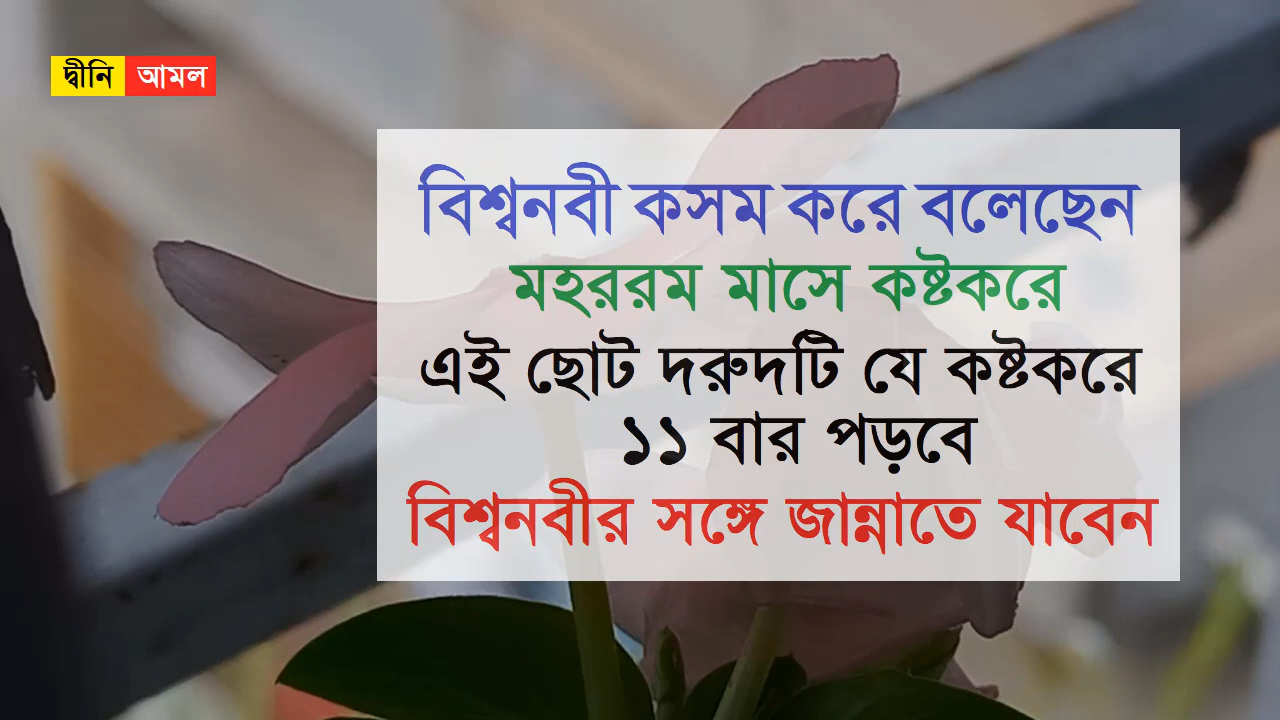 দ্বীনি আমল
বিশ্বনবী কসম করে বলেছেন
মহররম মাসে কষ্টকরে
এই ছোট দরুদটি যে কষ্টকরে
১১ বার পড়বে
বিশ্বনবীর সঙ্গে জান্নাতে যাবেন